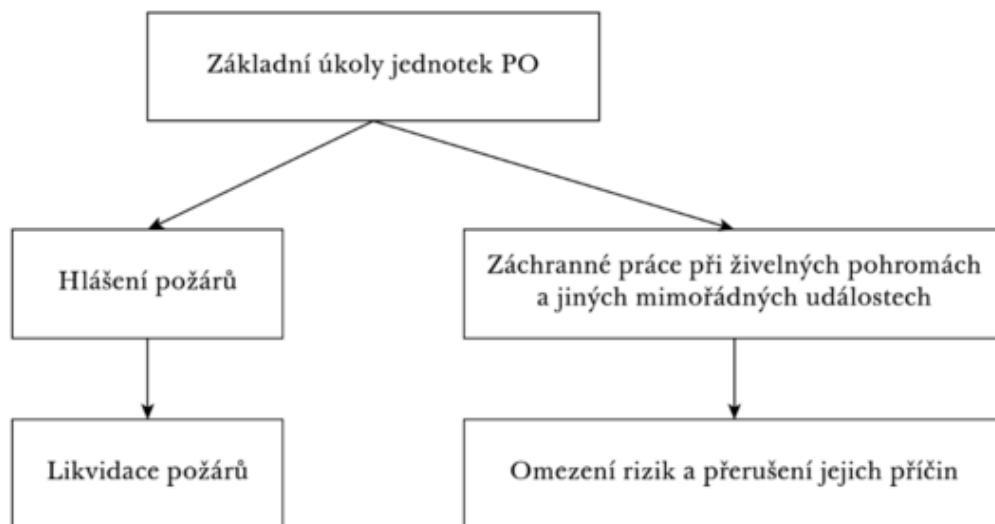 Základní úkoly jednotek PO
Hlášení požárů
Záchranné práce při živelných pohromách
a jiných mimořádných událostech
Likvidace požárů
Omezení rizik a přerušení jejich příčin